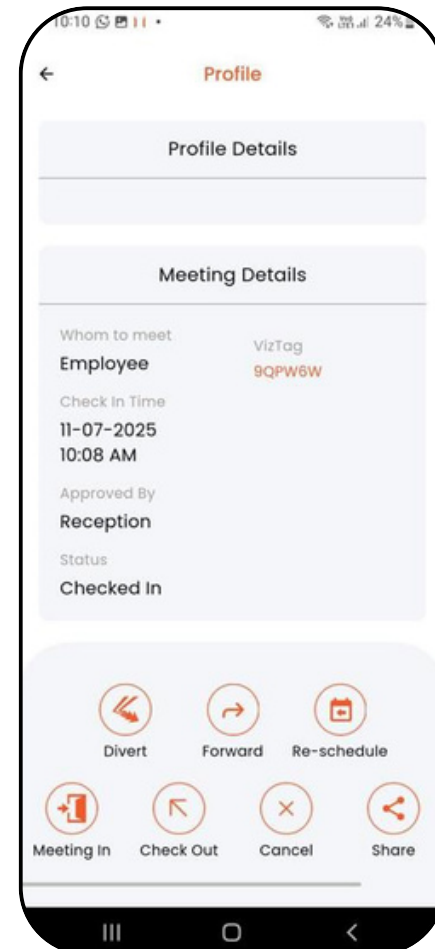 10:10 24%
Profile
Profile Details
Meeting Details
Whom to meet
Employee
VizTag
9QPW6W
Check In Time
11-07-2025
10:08 AM
Approved By
Reception
Status
Checked In
Divert Forward Re-schedule
Meeting In Check Out Cancel Share